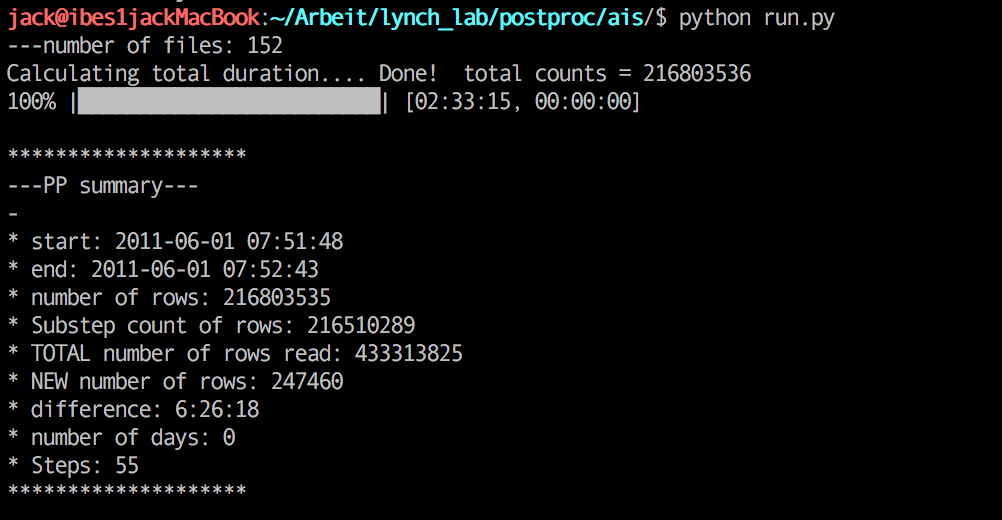 jack@ibes1jackMacBook:~/Arbeit/lynch_lab/postproc/ais/$ python run.py
---number of files: 152
Calculating total duration.... Done!  total counts = 216803536
100% |█████████████████████████| [02:33:15, 00:00:00]
********************
---PP summary---
-
* start: 2011-06-01 07:51:48
* end: 2011-06-01 07:52:43
* number of rows: 216803535
* Substep count of rows: 216510289
* TOTAL number of rows read: 433313825
* NEW number of rows: 247460
* difference: 6:26:18
* number of days: 0
* Steps: 55
********************